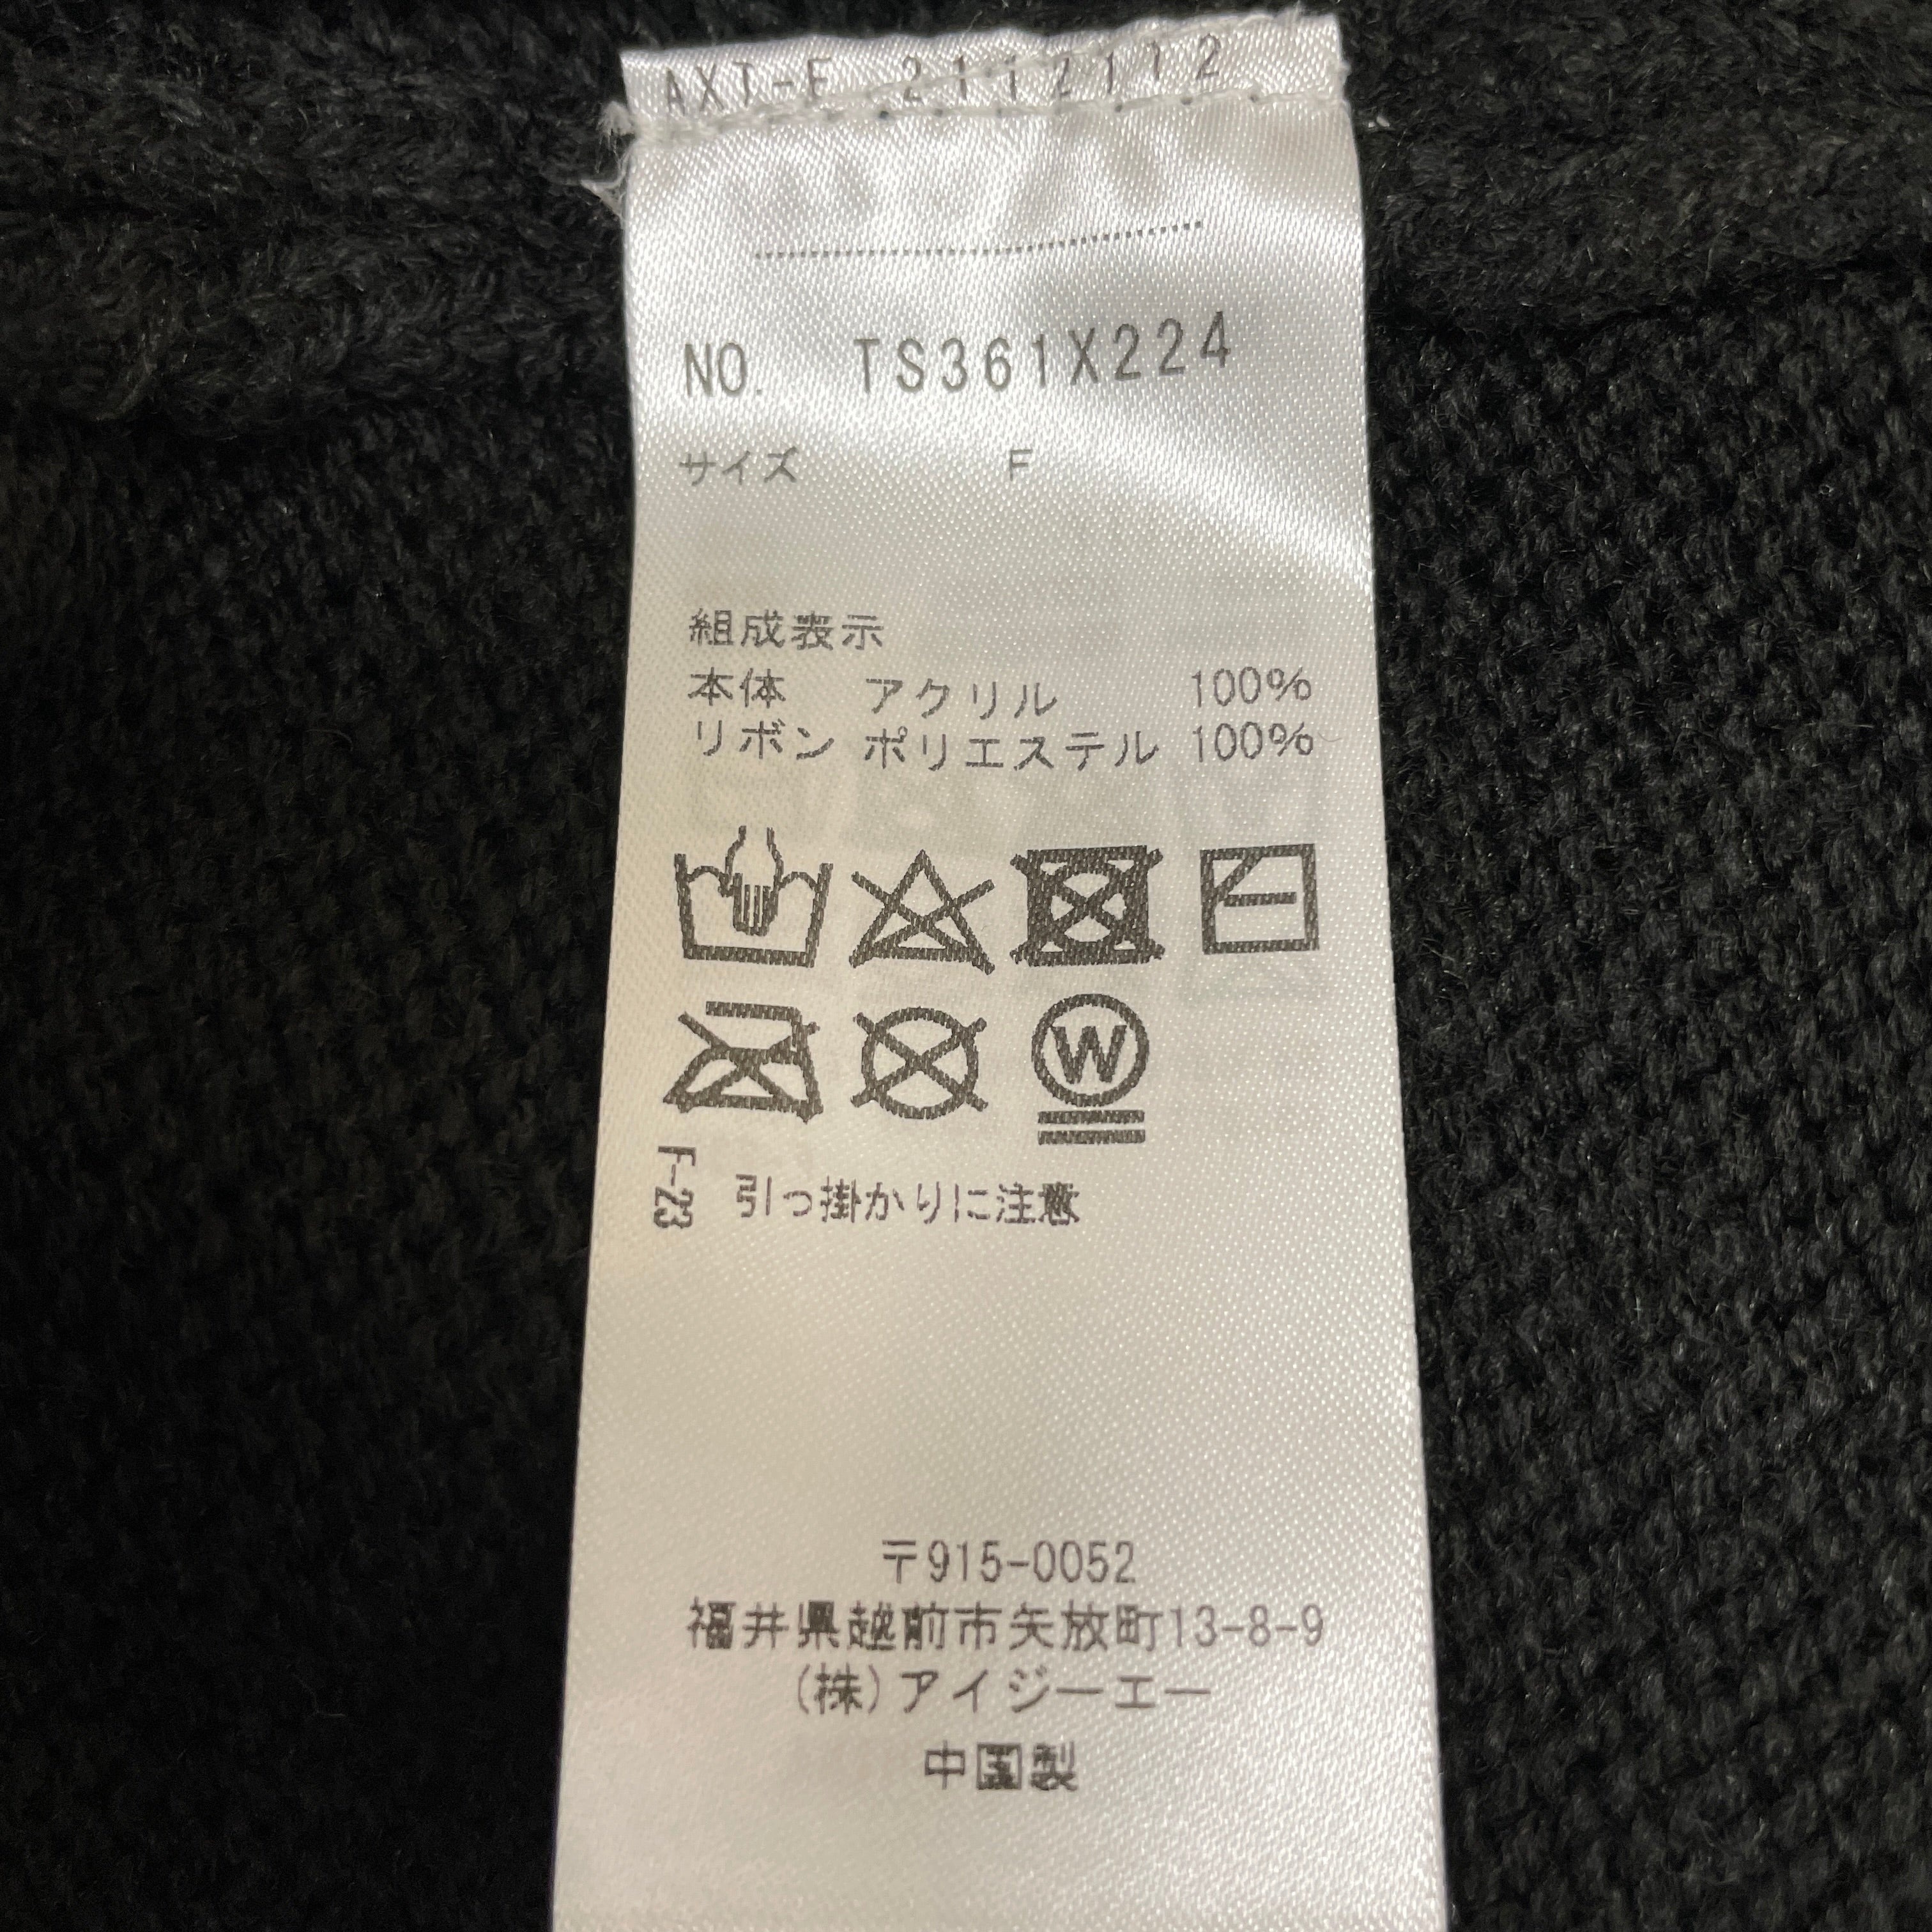 AXT-F 2112112
NO. TS361X224
サイズ F
組成表示
本体 アクリル 100%
リボン ポリエステル 100%
W
F-23 引っ掛かりに注意
〒915-0052
福井県越前市矢放町13-8-9
(株)アイジーエー
中国製